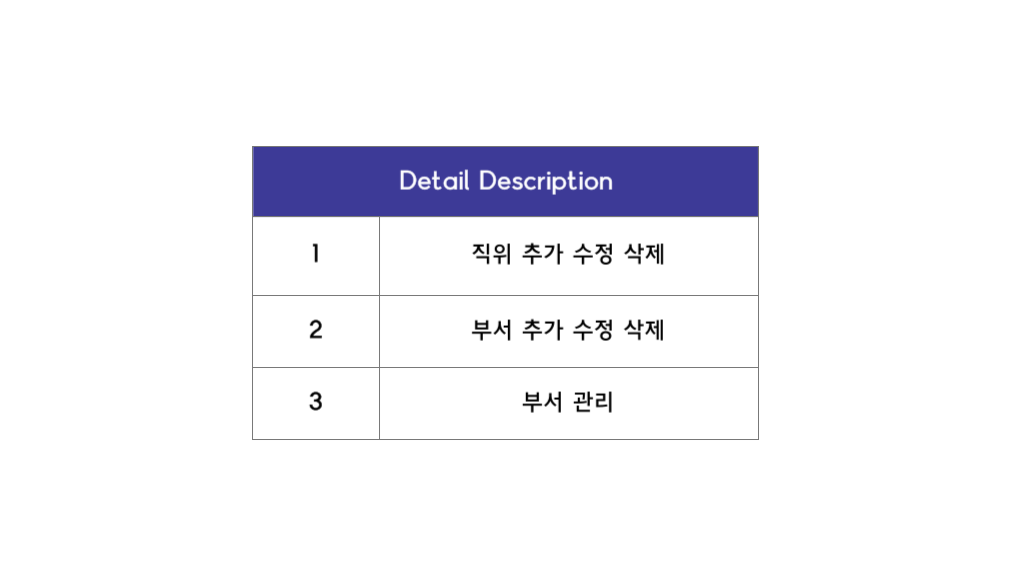 Detail Description
1 직위 추가 수정 삭제
2 부서 추가 수정 삭제
3 부서 관리